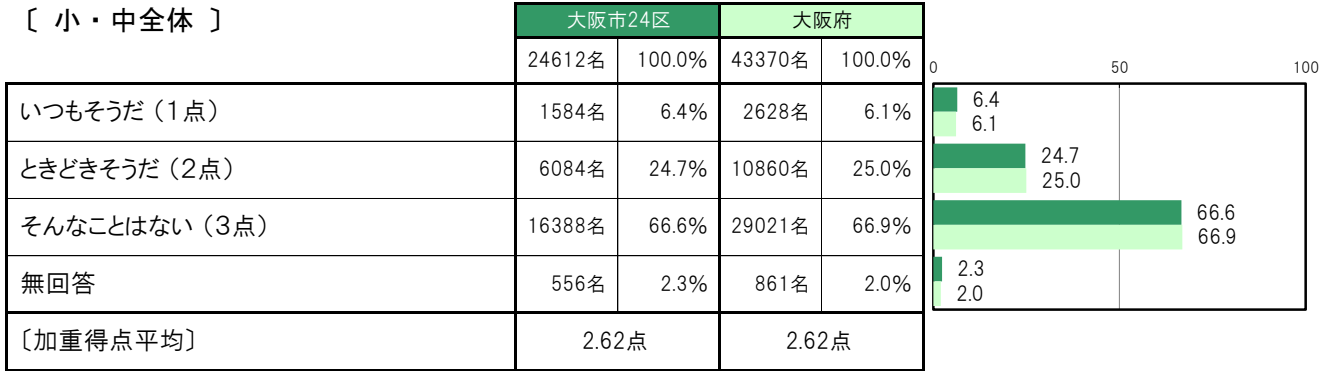 〔 小・中全体 〕
大阪市24区 大阪府
24612名 100.0% 43370名 100.0%
0 50 100
いつもそうだ（1点） 1584名 6.4% 2628名 6.1%
6.4
6.1
ときどきそうだ（2点） 6084名 24.7% 10860名 25.0%
24.7
25.0
そんなことはない（3点） 16388名 66.6% 29021名 66.9%
66.6
66.9
無回答 556名 2.3% 861名 2.0%
2.3
2.0
〔加重得点平均〕 2.62点 2.62点